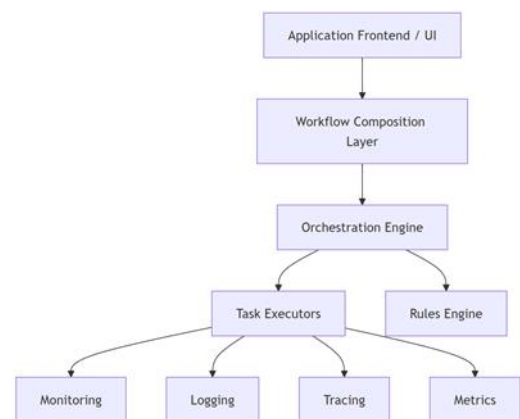 Application Frontend / UI
Workflow Composition
Layer
Orchestration Engine
Task Executors
Rules Engine
Monitoring
Logging
Tracing
Metrics